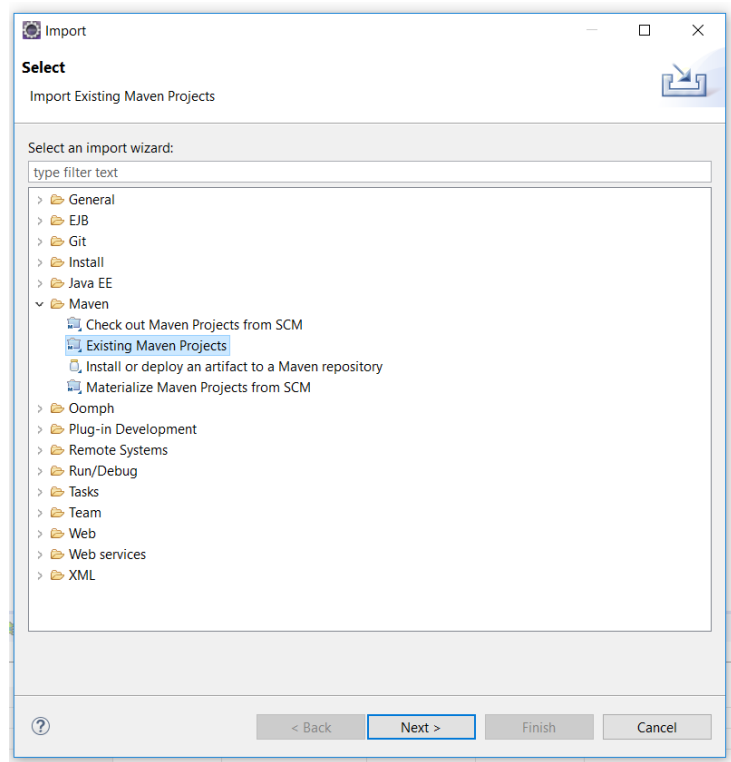 Import
Select
Import Existing Maven Projects
Select an import wizard:
type filter text
General
EJB
Git
Install
Java EE
Maven
Check out Maven Projects from SCM
Existing Maven Projects
Install or deploy an artifact to a Maven repository
Materialize Maven Projects from SCM
Oomph
Plug-in Development
Remote Systems
Run/Debug
Tasks
Team
Web
Web services
XML
? < Back Next > Finish Cancel